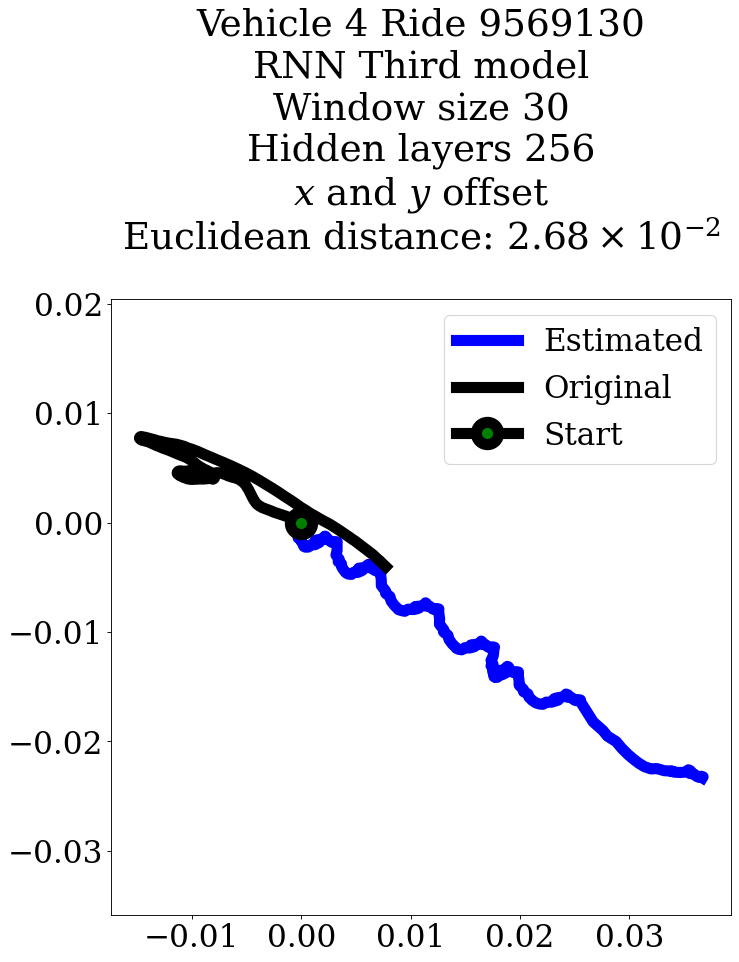 Vehicle 4 Ride 9569130
RNN Third model
Window size 30
Hidden layers 256
x and y offset
Euclidean distance: 2.68 × 10⁻²
0.02
0.01
0.00
−0.01
−0.02
−0.03
Estimated
Original
Start
−0.01 0.00 0.01 0.02 0.03